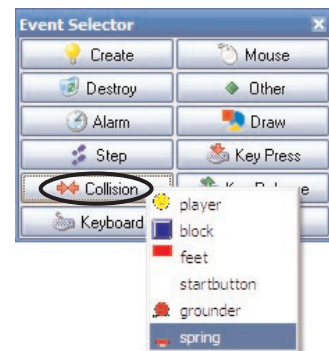 Event Selector
Create
Mouse
Destroy
Other
Alarm
Draw
Step
Key Press
Collision
Keyboard
player
block
feet
startbutton
grounder
spring